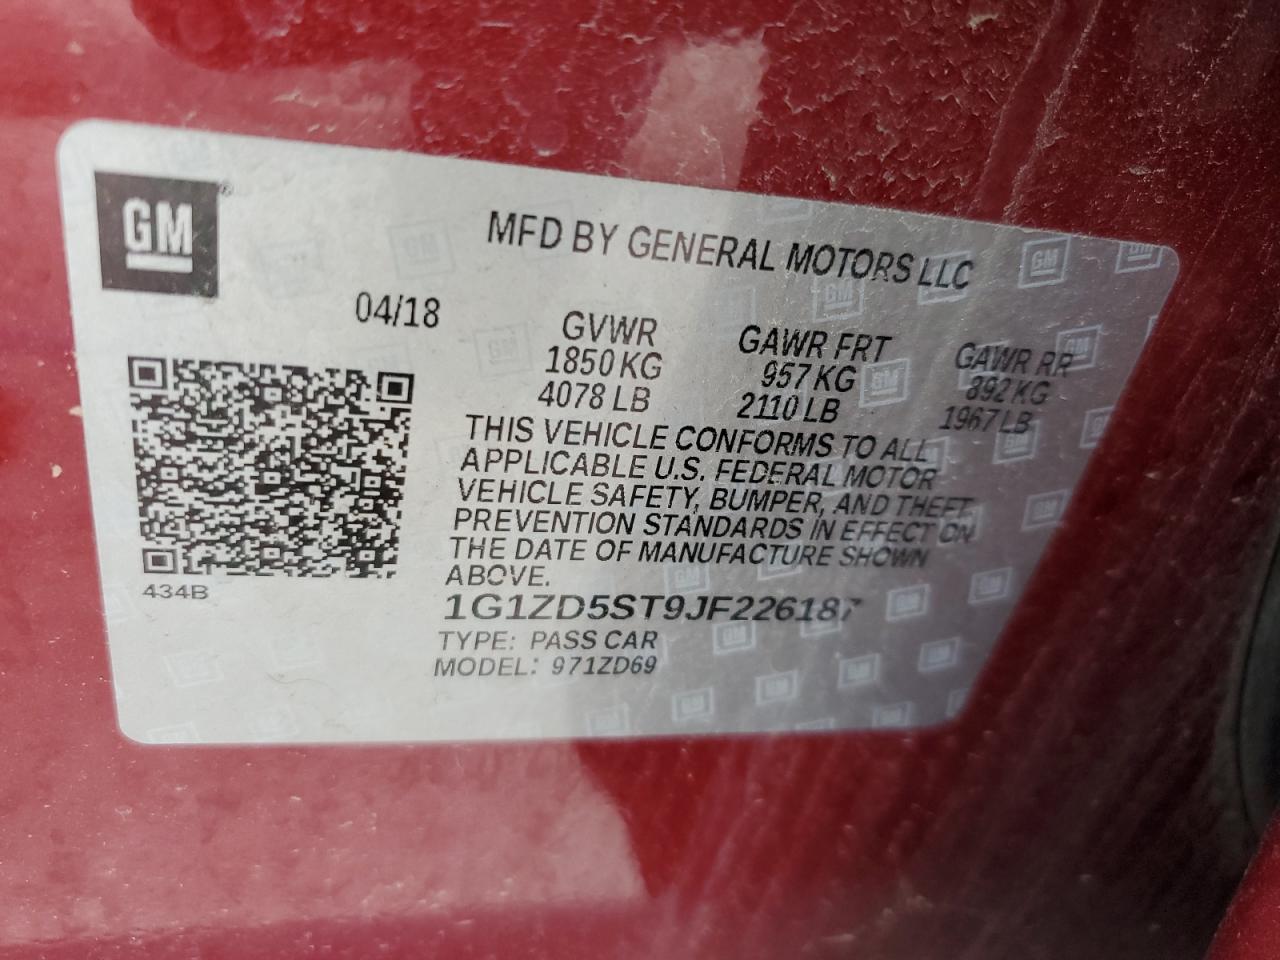 GM®
MFD BY GENERAL MOTORS LLC
04/18
GVWR GAWR FRT GAWR RR
1850 KG 957 KG 892 KG
4078 LB 2110 LB 1967 LB
THIS VEHICLE CONFORMS TO ALL
APPLICABLE U.S. FEDERAL MOTOR
VEHICLE SAFETY, BUMPER, AND THEFT
PREVENTION STANDARDS IN EFFECT ON
THE DATE OF MANUFACTURE SHOWN
ABOVE.
434B
1G1ZD5ST9JF226187
TYPE: PASS CAR
MODEL: 971ZD69